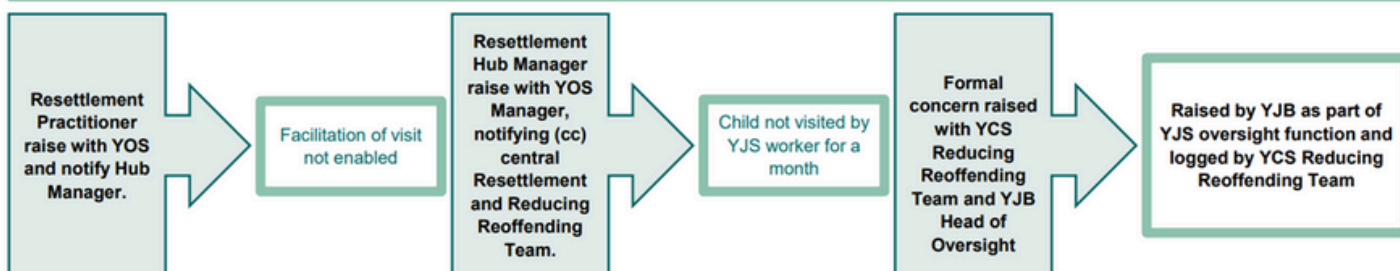 Resettlement
Practitioner
raise with YOS
and notify Hub
Manager.
Facilitation of visit
not enabled
Resettlement
Hub Manager
raise with YOS
Manager,
notifying (cc)
central
Resettlement
and Reducing
Reoffending
Team.
Child not visited by
YJS worker for a
month
Formal
concern raised
with YCS
Reducing
Reoffending
Team and YJB
Head of
Oversight
Raised by YJB as part of
YJS oversight function and
logged by YCS Reducing
Reoffending Team